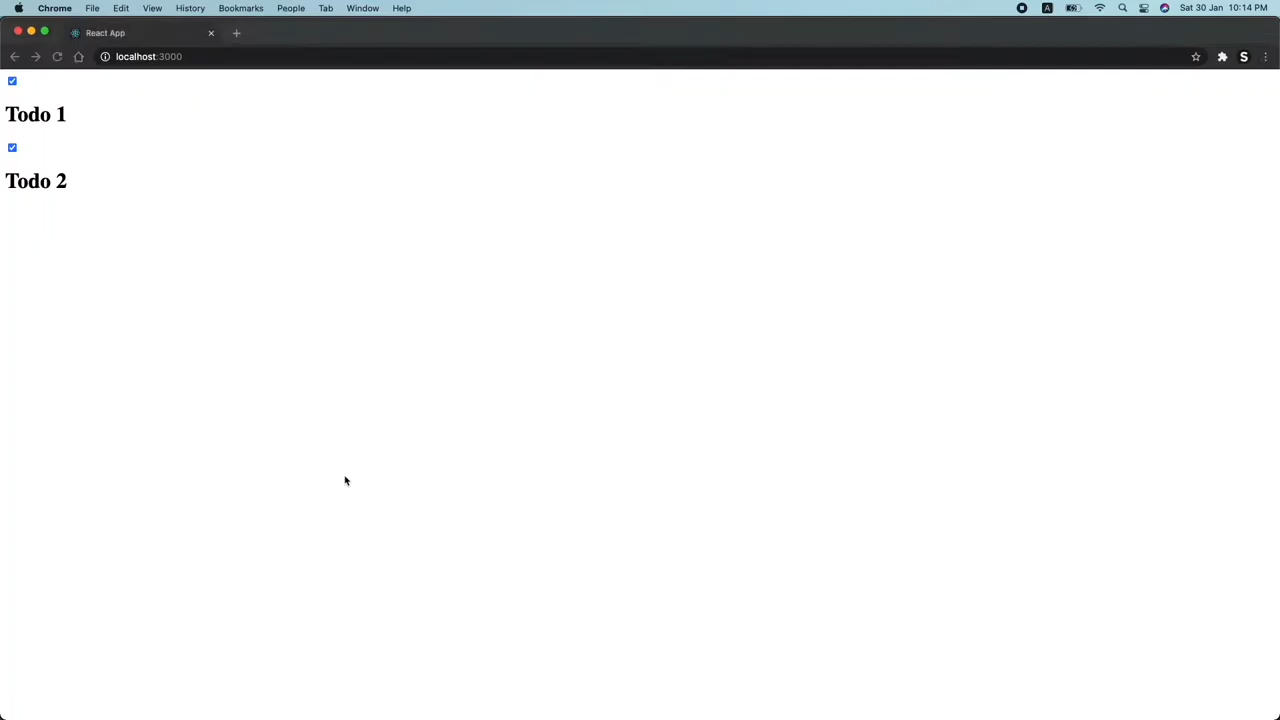 Chrome File Edit View History Bookmarks People Tab Window Help A Sat 30 Jan 10:14 PM
React App
localhost:3000 S
Todo 1
Todo 2